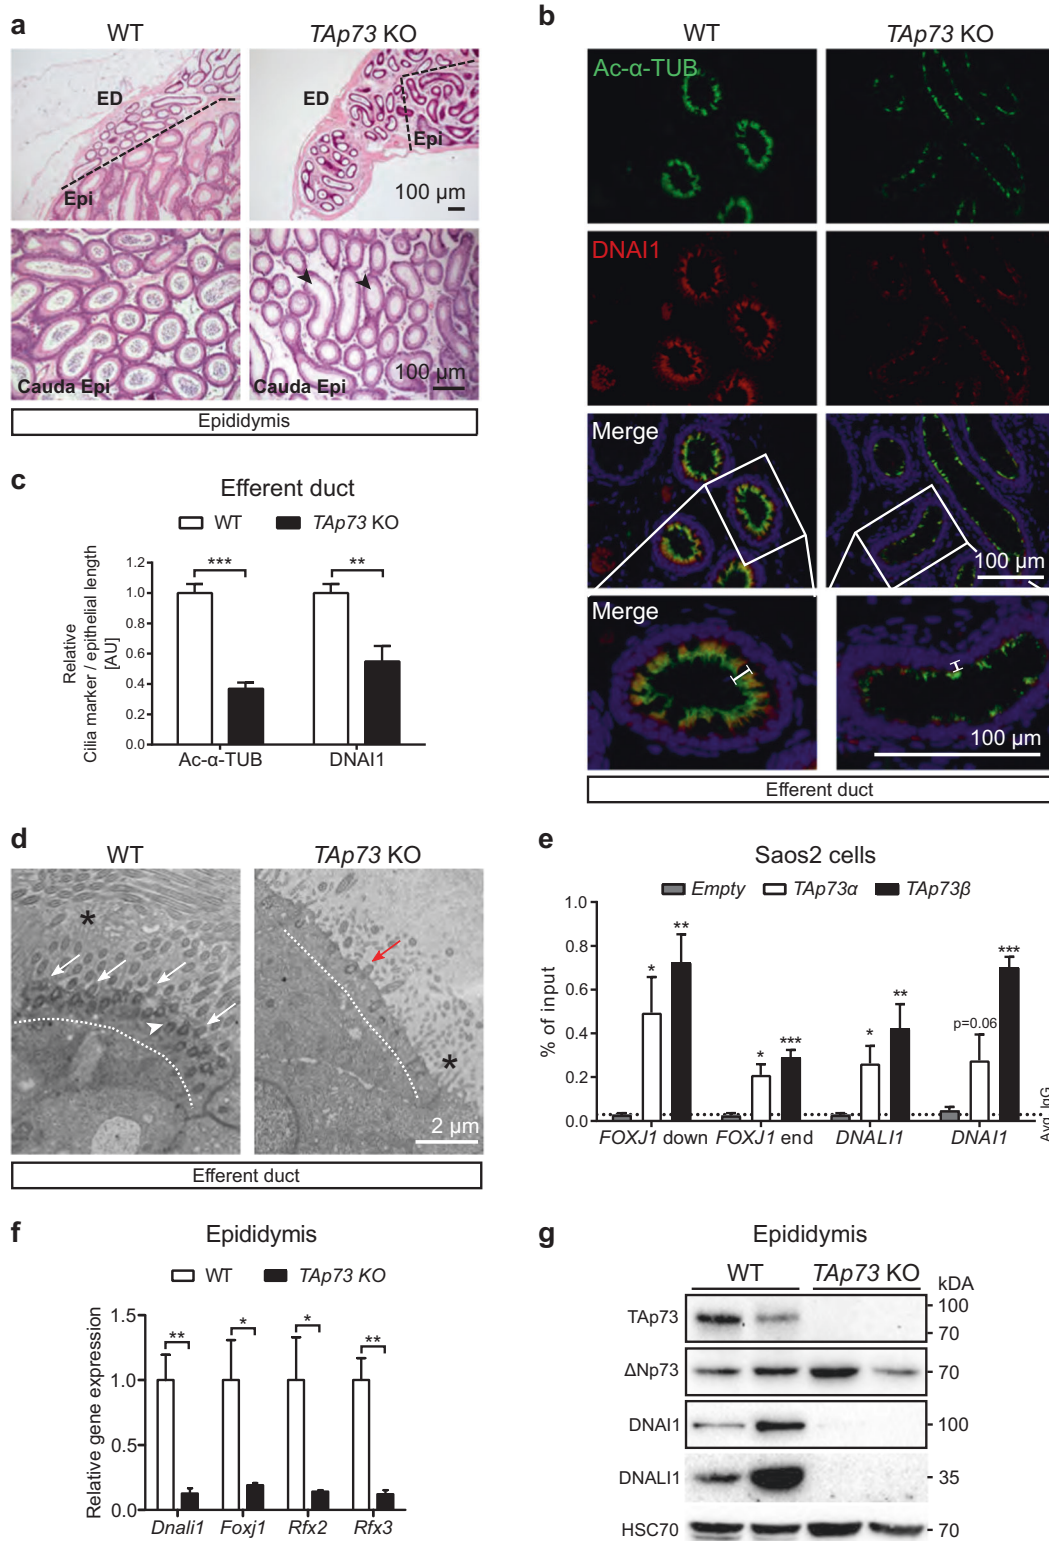 a
WT
TAp73 KO
ED
Epi
ED
Epi
100 µm
Cauda Epi
Cauda Epi
100 µm
Epididymis
b
WT
TAp73 KO
Ac-α-TUB
DNAI1
Merge
100 µm
Merge
100 µm
Efferent duct
c
Efferent duct
WT
TAp73 KO
Relative
Cilia marker / epithelial length
[AU]
1.2
1.0
0.8
0.6
0.4
0.2
0.0
***
**
Ac-α-TUB
DNAI1
d
WT
TAp73 KO
*
*
2 µm
Efferent duct
e
Saos2 cells
Empty
TAp73α
TAp73β
% of input
1.0
0.8
0.6
0.4
0.2
0.0
*
**
*
***
*
**
p=0.06
***
Avg. IgG
FOXJ1 down
FOXJ1 end
DNALI1
DNAI1
f
Epididymis
WT
TAp73 KO
Relative gene expression
1.5
1.0
0.5
0.0
**
*
*
**
Dnali1
Foxj1
Rfx2
Rfx3
g
Epididymis
WT
TAp73 KO
kDA
TAp73
100
70
ΔNp73
70
DNAI1
100
DNALI1
35
HSC70
70